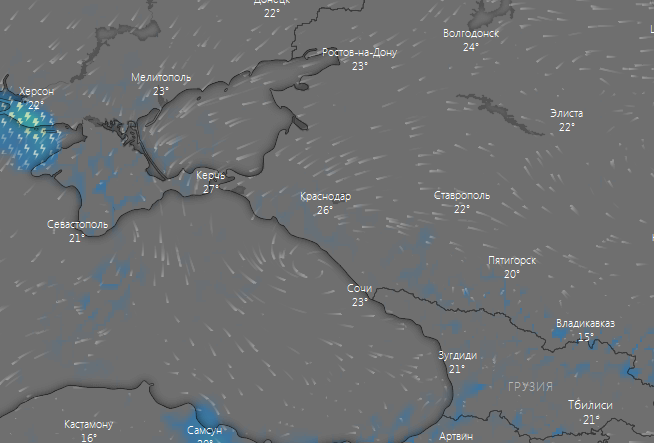 Донецк
22°
Волгодонск
24°
Ростов-на-Дону
23°
Мелитополь
23°
Херсон
22°
Элиста
22°
Керчь
27°
Краснодар
26°
Ставрополь
22°
Севастополь
21°
Пятигорск
20°
Сочи
23°
Владикавказ
15°
Зугдиди
21°
ГРУЗИЯ
Тбилиси
21°
Кастамону
16°
Самсун
20°
Артвин